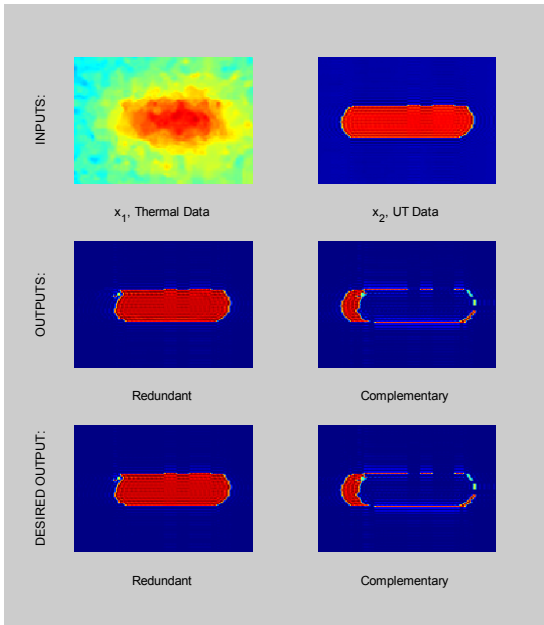 INPUTS:
x1, Thermal Data
x2, UT Data
OUTPUTS:
Redundant
Complementary
DESIRED OUTPUT:
Redundant
Complementary